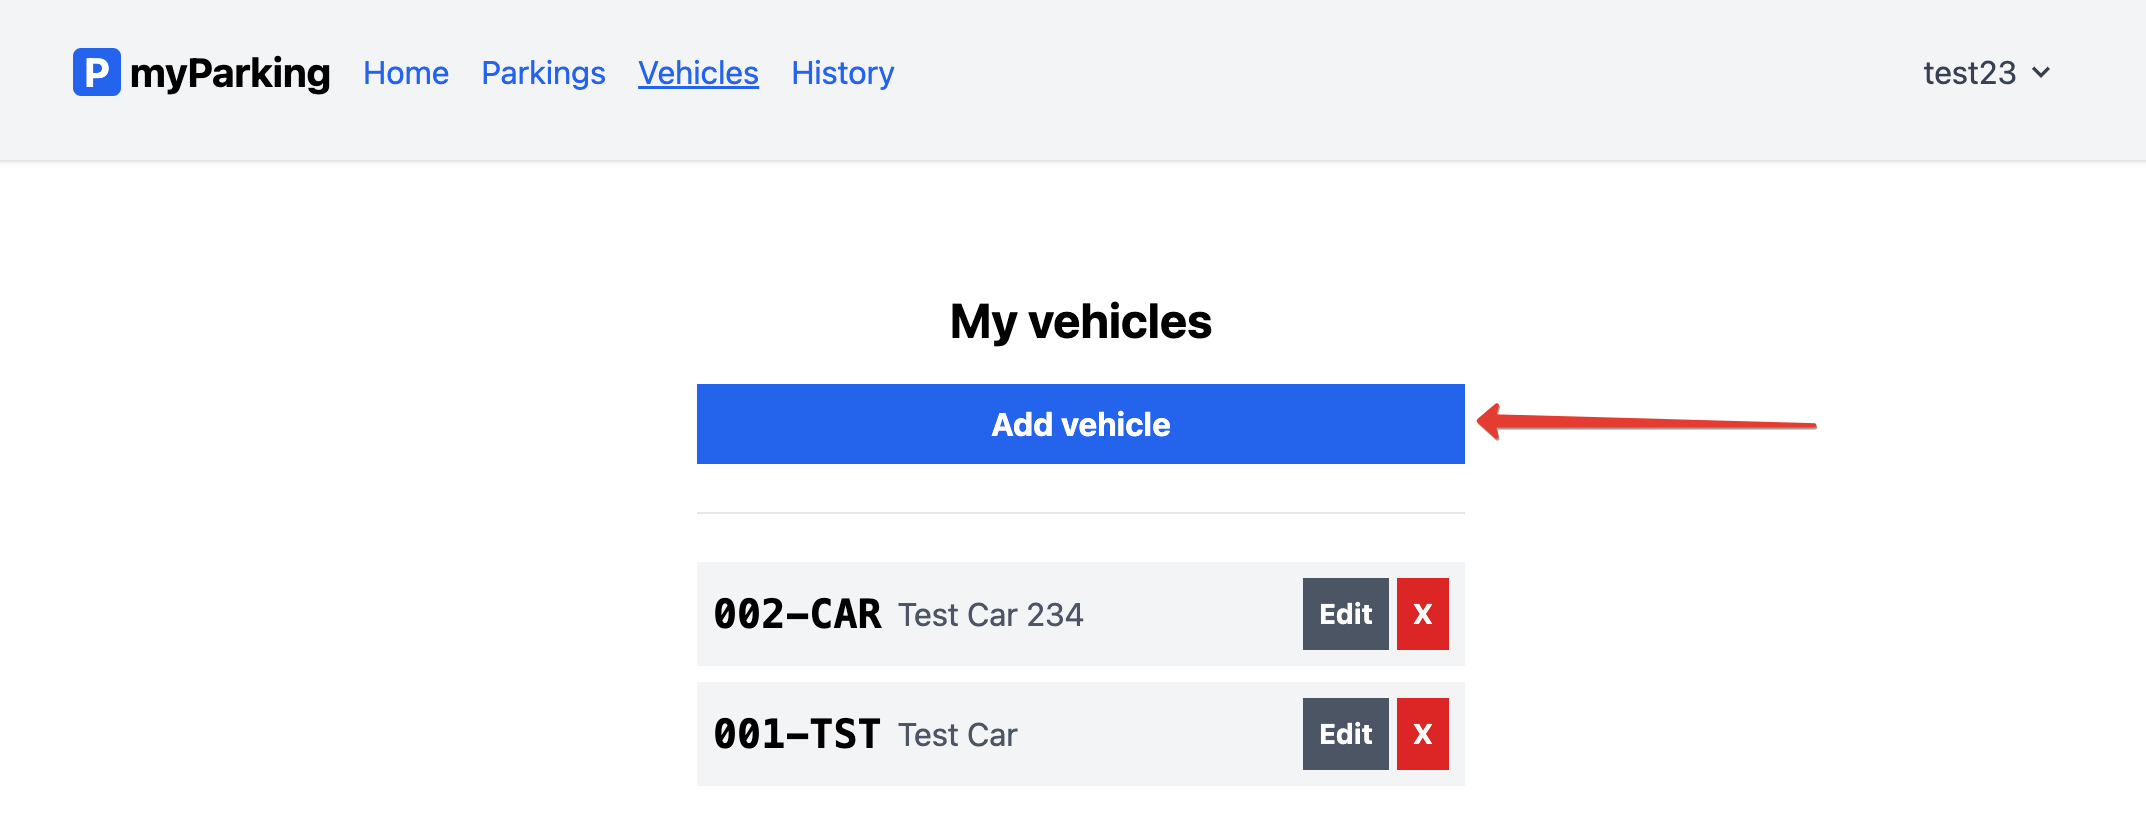 P myParking Home Parkings Vehicles History test23
My vehicles
Add vehicle
002-CAR Test Car 234 Edit X
001-TST Test Car Edit X